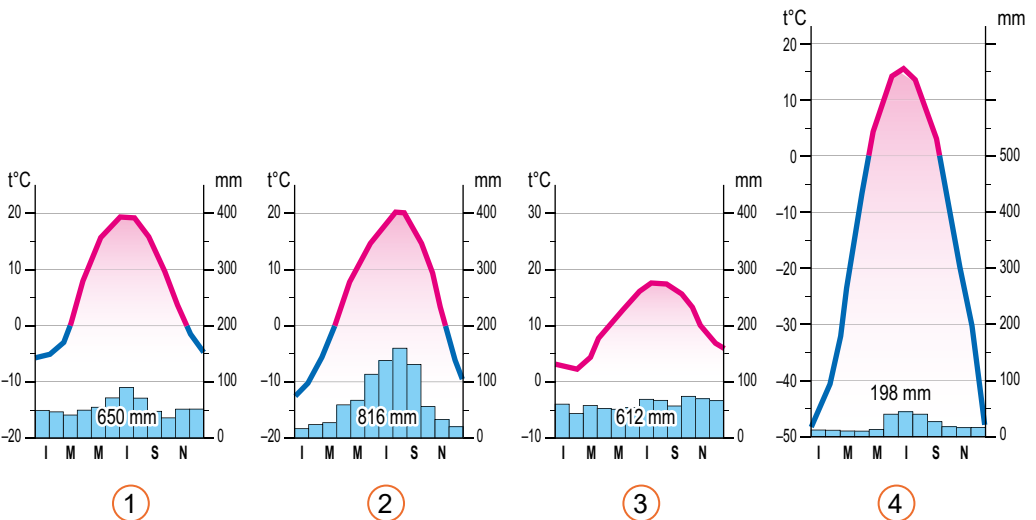 t°C mm
20 400
10 300
0 200
–10 100
–20 0
650 mm
I M M I S N
1
t°C mm
20 400
10 300
0 200
–10 100
–20 0
816 mm
I M M I S N
2
t°C mm
30 400
20 300
10 200
0 100
–10 0
612 mm
I M M I S N
3
t°C mm
20
10
0 500
–10 400
–20 300
–30 200
–40 100
–50 0
198 mm
I M M I S N
4